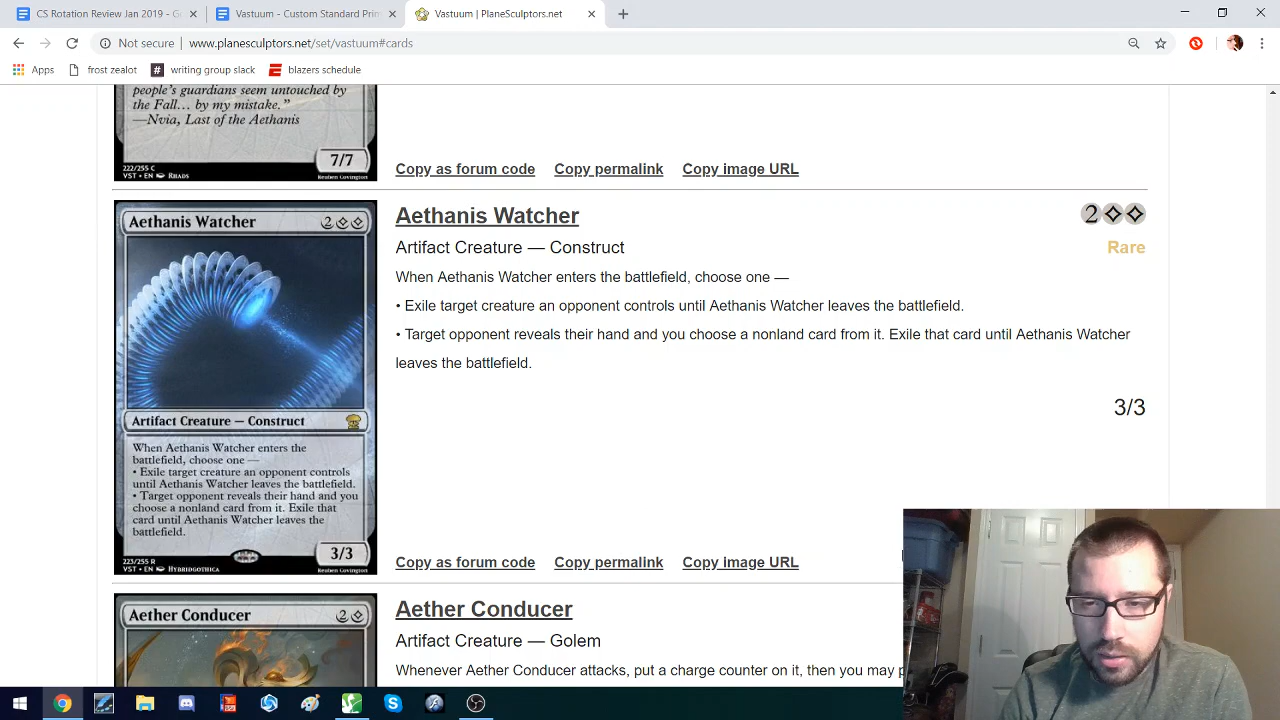 CS Rotation Review Jan 2019 - G
Vastuum - Custom Standard Prim
Vastuum | PlaneSculptors.net
Not secure | www.planesculptors.net/set/vastuum#cards
Apps frost zealot writing group slack blazers schedule
people's guardians seem untouched by
the Fall... by my mistake."
—Nvia, Last of the Aethanis
7/7
222/255 C
VST • EN RHADS
Reuben Covington
Copy as forum code Copy permalink Copy image URL
Aethanis Watcher 2
Artifact Creature — Construct
When Aethanis Watcher enters the
battlefield, choose one —
• Exile target creature an opponent controls
until Aethanis Watcher leaves the battlefield.
• Target opponent reveals their hand and you
choose a nonland card from it. Exile that
card until Aethanis Watcher leaves the
battlefield.
3/3
223/255 R
VST • EN HYBRIDGOTHICA
Reuben Covington
Aethanis Watcher 2
Artifact Creature — Construct Rare
When Aethanis Watcher enters the battlefield, choose one —
• Exile target creature an opponent controls until Aethanis Watcher leaves the battlefield.
• Target opponent reveals their hand and you choose a nonland card from it. Exile that card until Aethanis Watcher
leaves the battlefield.
3/3
Copy as forum code Copy permalink Copy image URL
Aether Conducer 2
Aether Conducer
Artifact Creature — Golem
Whenever Aether Conducer attacks, put a charge counter on it, then you may